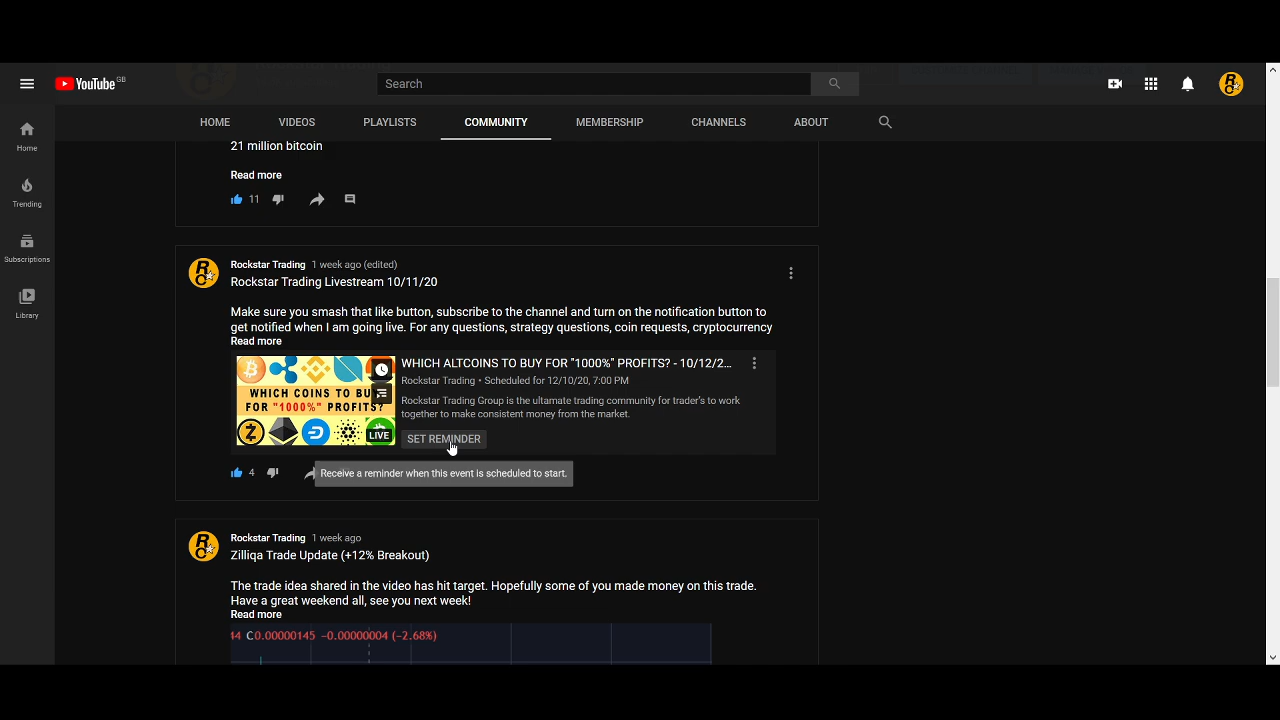 YouTube GB
Search
HOME VIDEOS PLAYLISTS COMMUNITY MEMBERSHIP CHANNELS ABOUT
Home
Trending
Subscriptions
Library
21 million bitcoin
Read more
11
Rockstar Trading 1 week ago (edited)
Rockstar Trading Livestream 10/11/20
Make sure you smash that like button, subscribe to the channel and turn on the notification button to
get notified when I am going live. For any questions, strategy questions, coin requests, cryptocurrency
Read more
WHICH COINS TO BU
FOR "1000%" PROFITS?
LIVE
WHICH ALTCOINS TO BUY FOR "1000%" PROFITS? - 10/12/2...
Rockstar Trading • Scheduled for 12/10/20, 7:00 PM
Rockstar Trading Group is the ultamate trading community for trader's to work
together to make consistent money from the market.
SET REMINDER
4
Receive a reminder when this event is scheduled to start.
Rockstar Trading 1 week ago
Zilliqa Trade Update (+12% Breakout)
The trade idea shared in the video has hit target. Hopefully some of you made money on this trade.
Have a great weekend all, see you next week!
Read more
44 C0.00000145 -0.00000004 (-2.68%)